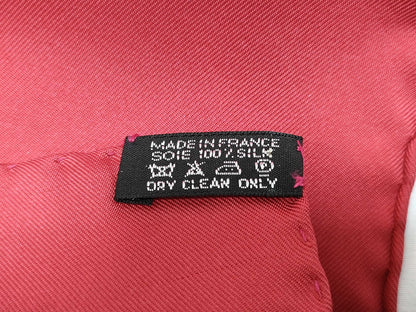 MADE IN FRANCE
SOIE 100% SILK
P
DRY CLEAN ONLY